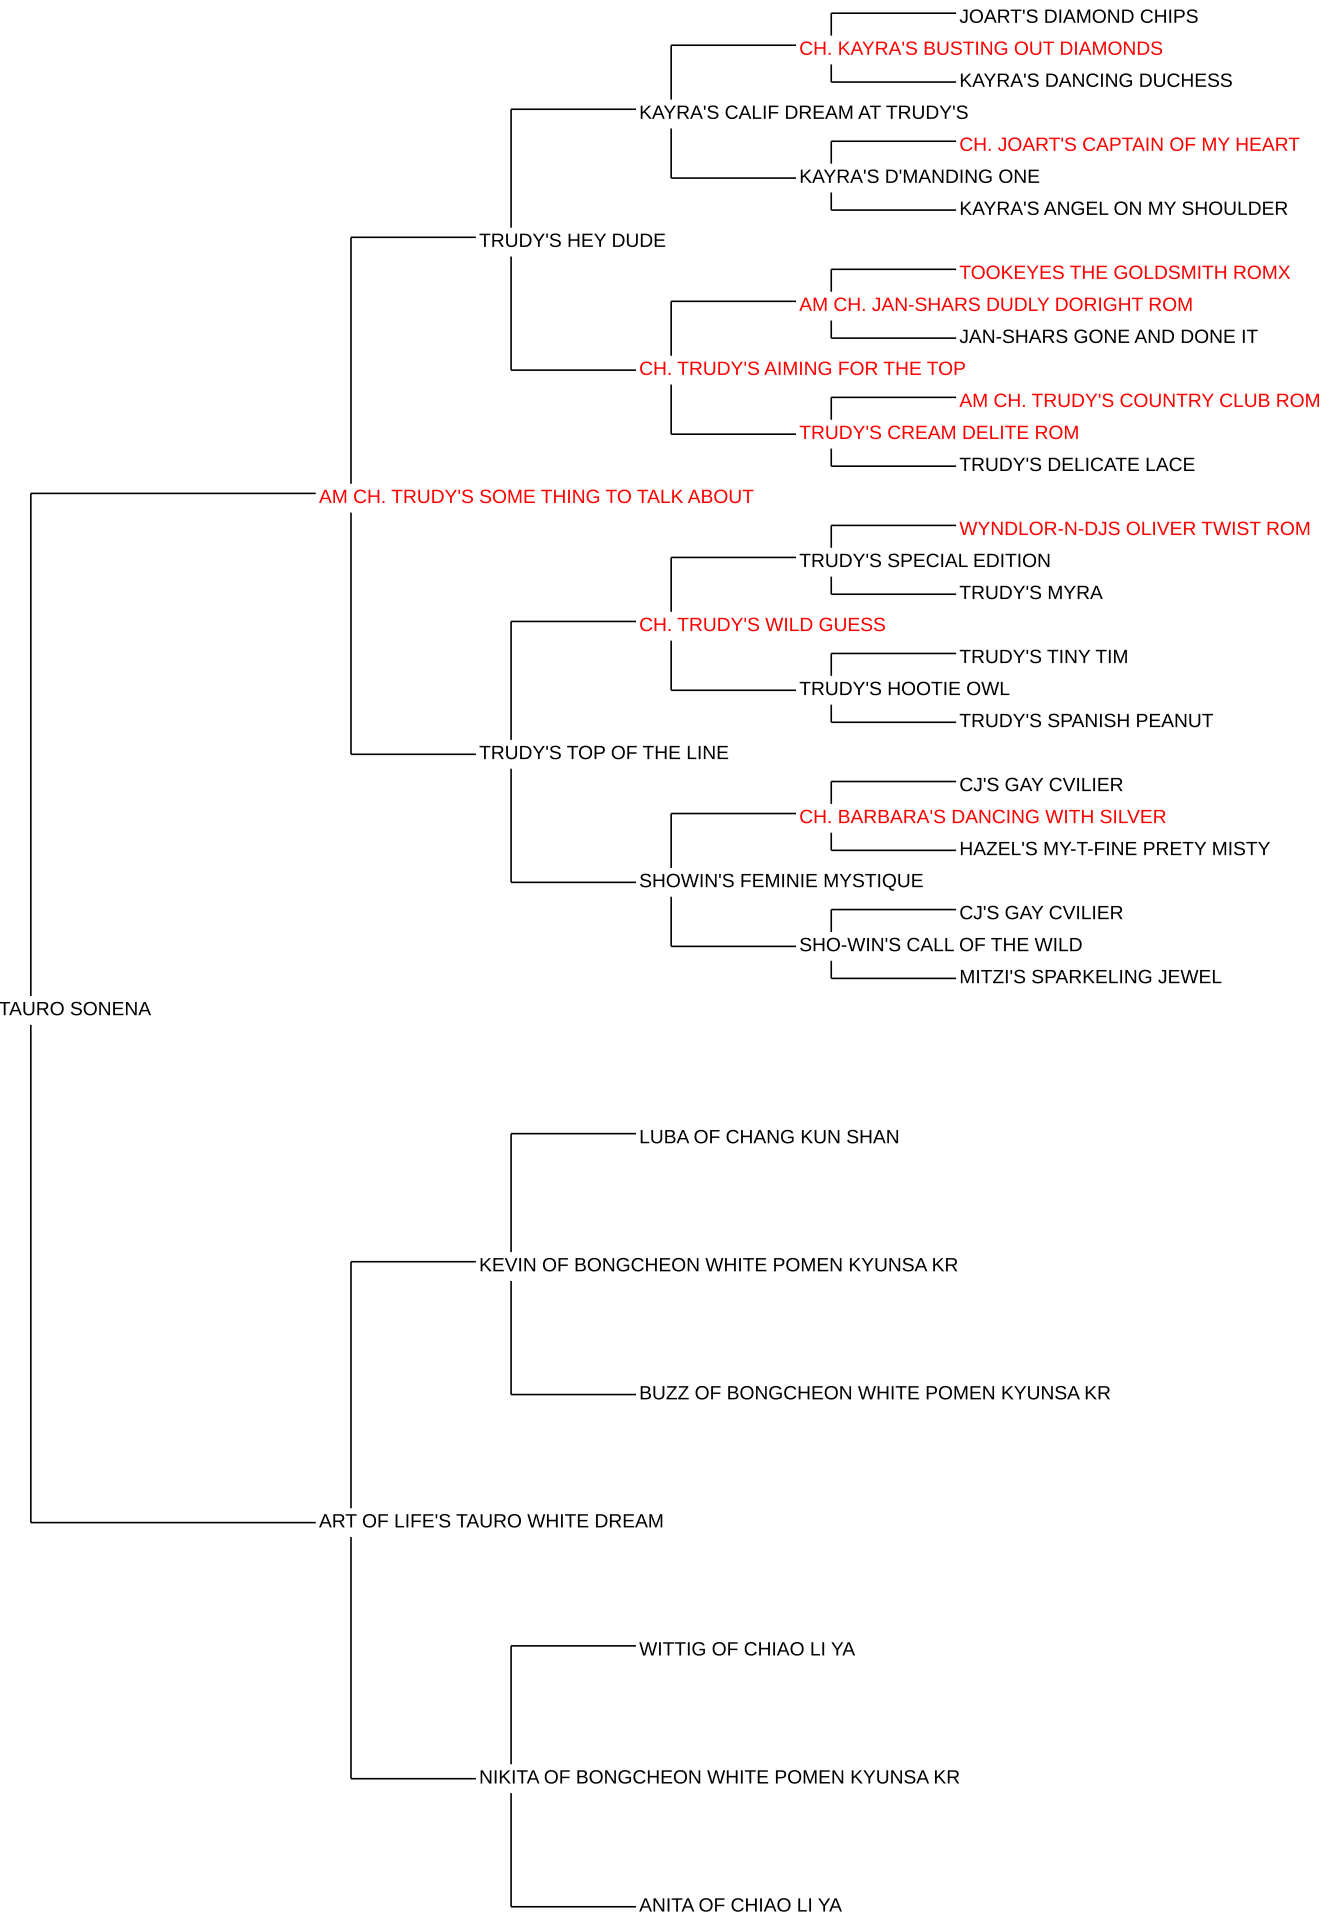 JOART'S DIAMOND CHIPS
CH. KAYRA'S BUSTING OUT DIAMONDS
KAYRA'S DANCING DUCHESS
KAYRA'S CALIF DREAM AT TRUDY'S
CH. JOART'S CAPTAIN OF MY HEART
KAYRA'S D'MANDING ONE
KAYRA'S ANGEL ON MY SHOULDER
TRUDY'S HEY DUDE
TOOKEYES THE GOLDSMITH ROMX
AM CH. JAN-SHARS DUDLY DORIGHT ROM
JAN-SHARS GONE AND DONE IT
CH. TRUDY'S AIMING FOR THE TOP
AM CH. TRUDY'S COUNTRY CLUB ROM
TRUDY'S CREAM DELITE ROM
TRUDY'S DELICATE LACE
AM CH. TRUDY'S SOME THING TO TALK ABOUT
WYNDLOR-N-DJS OLIVER TWIST ROM
TRUDY'S SPECIAL EDITION
TRUDY'S MYRA
CH. TRUDY'S WILD GUESS
TRUDY'S TINY TIM
TRUDY'S HOOTIE OWL
TRUDY'S SPANISH PEANUT
TRUDY'S TOP OF THE LINE
CJ'S GAY CVILIER
CH. BARBARA'S DANCING WITH SILVER
HAZEL'S MY-T-FINE PRETY MISTY
SHOWIN'S FEMINIE MYSTIQUE
CJ'S GAY CVILIER
SHO-WIN'S CALL OF THE WILD
MITZI'S SPARKELING JEWEL
TAURO SONENA
LUBA OF CHANG KUN SHAN
KEVIN OF BONGCHEON WHITE POMEN KYUNSA KR
BUZZ OF BONGCHEON WHITE POMEN KYUNSA KR
ART OF LIFE'S TAURO WHITE DREAM
WITTIG OF CHIAO LI YA
NIKITA OF BONGCHEON WHITE POMEN KYUNSA KR
ANITA OF CHIAO LI YA